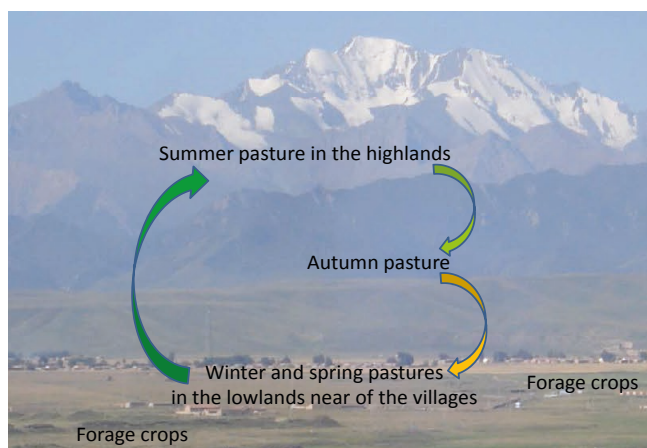 Summer pasture in the highlands
Autumn pasture
Winter and spring pastures
in the lowlands near of the villages
Forage crops
Forage crops